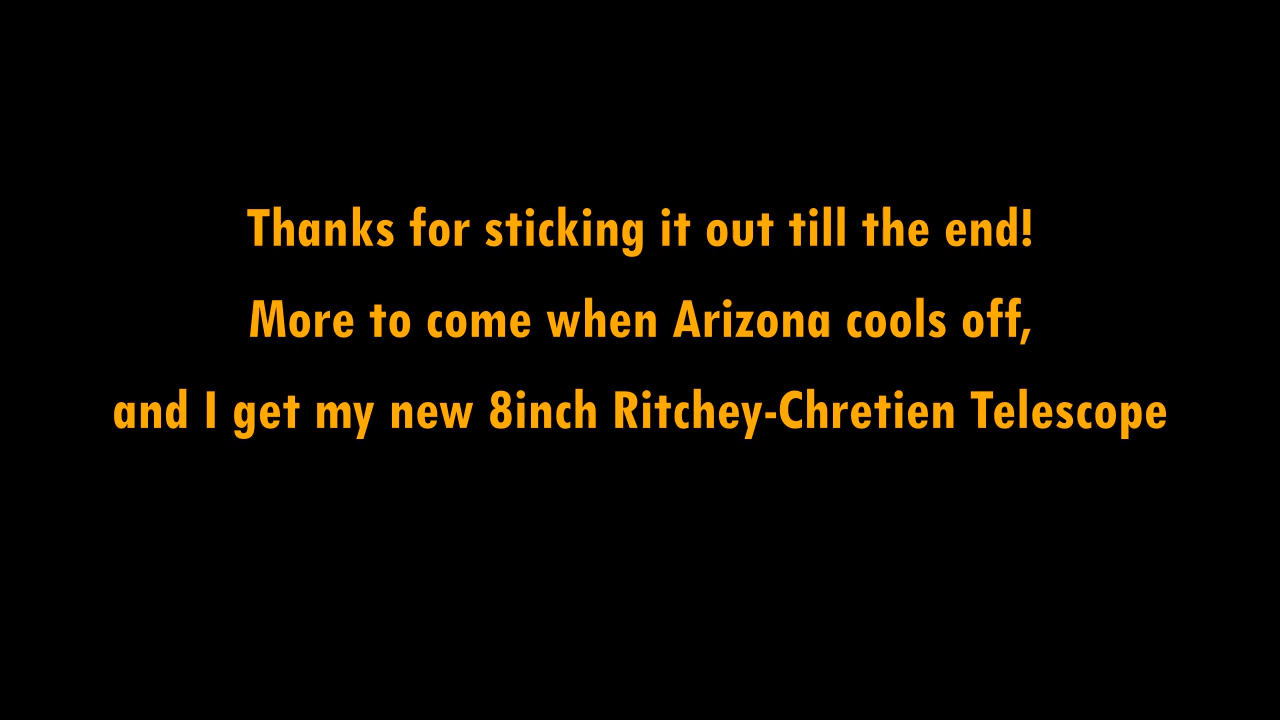 Thanks for sticking it out till the end!
More to come when Arizona cools off,
and I get my new 8inch Ritchey-Chretien Telescope